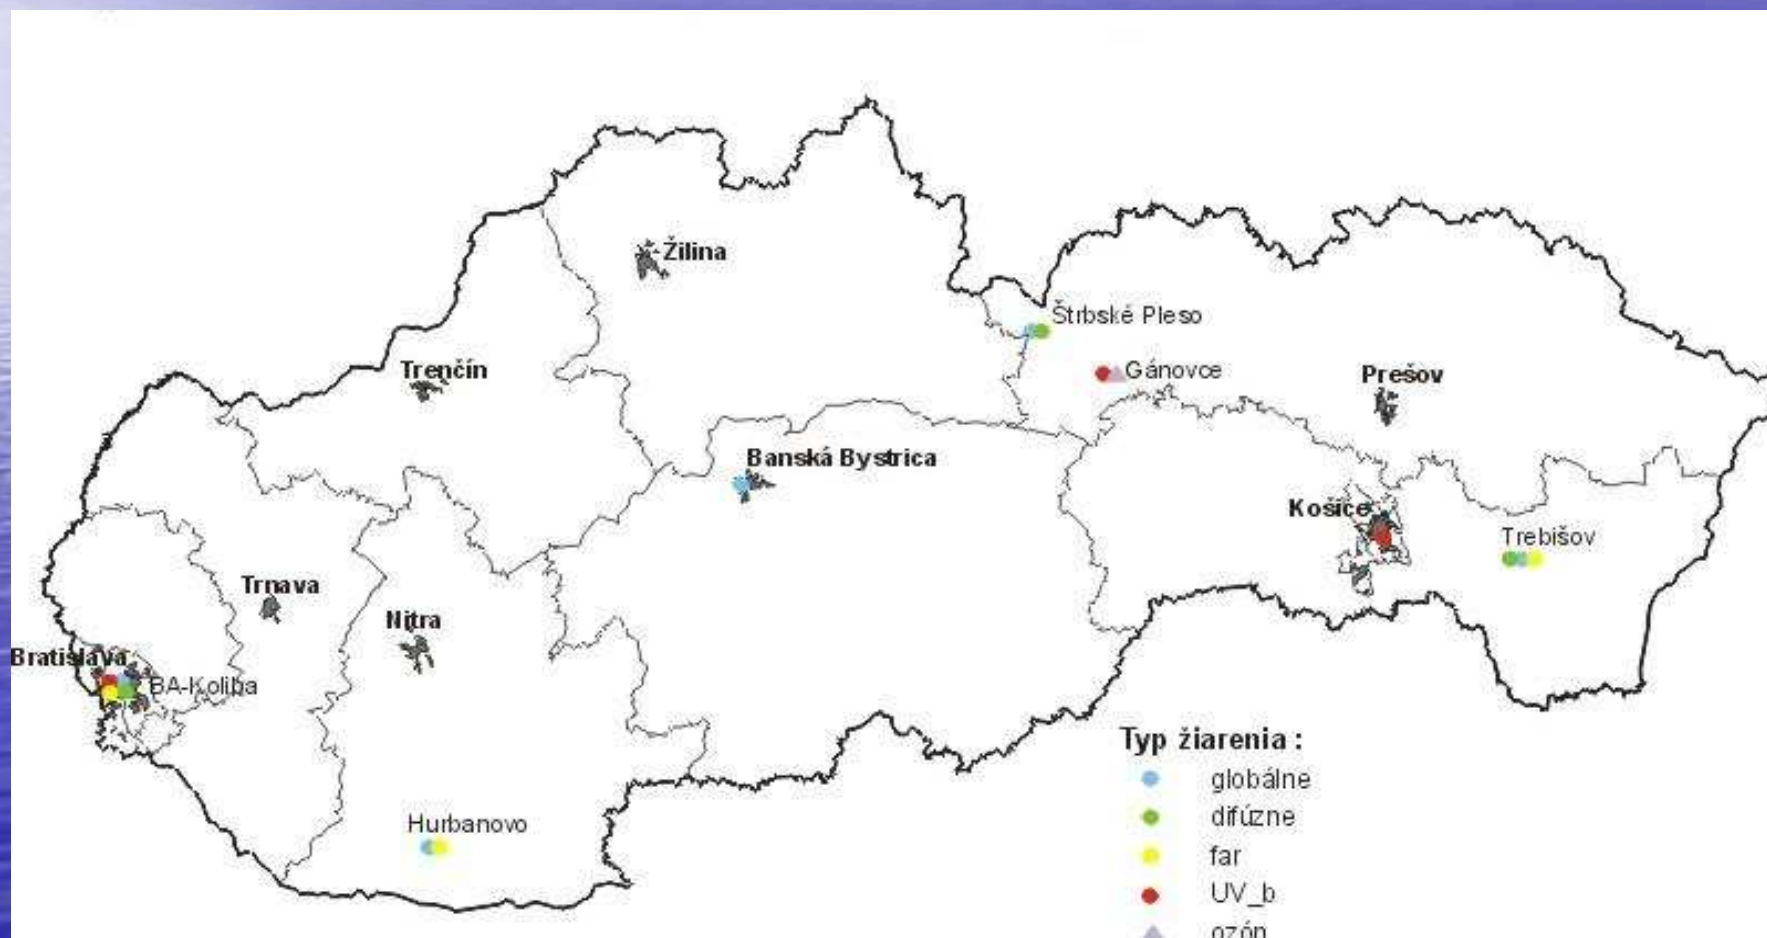 Žilina
Štrbské Pleso
Trenčín
Gánovce
Prešov
Banská Bystrica
Košice
Trebišov
Trnava
Nitra
Bratislava
BA-Koliba
Typ žiarenia :
globálne
Hurbanovo
difúzne
far
UV_b
ozón